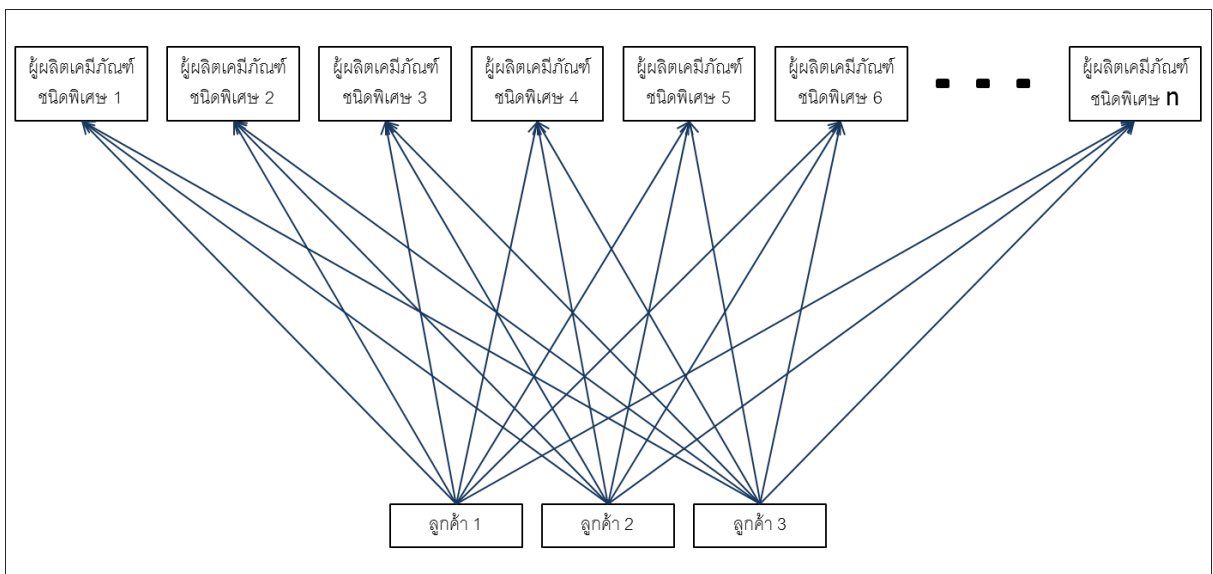 ผู้ผลิตเคมีภัณฑ์
ชนิดพิเศษ 1
ผู้ผลิตเคมีภัณฑ์
ชนิดพิเศษ 2
ผู้ผลิตเคมีภัณฑ์
ชนิดพิเศษ 3
ผู้ผลิตเคมีภัณฑ์
ชนิดพิเศษ 4
ผู้ผลิตเคมีภัณฑ์
ชนิดพิเศษ 5
ผู้ผลิตเคมีภัณฑ์
ชนิดพิเศษ 6
- - -
ผู้ผลิตเคมีภัณฑ์
ชนิดพิเศษ n
ลูกค้า 1
ลูกค้า 2
ลูกค้า 3